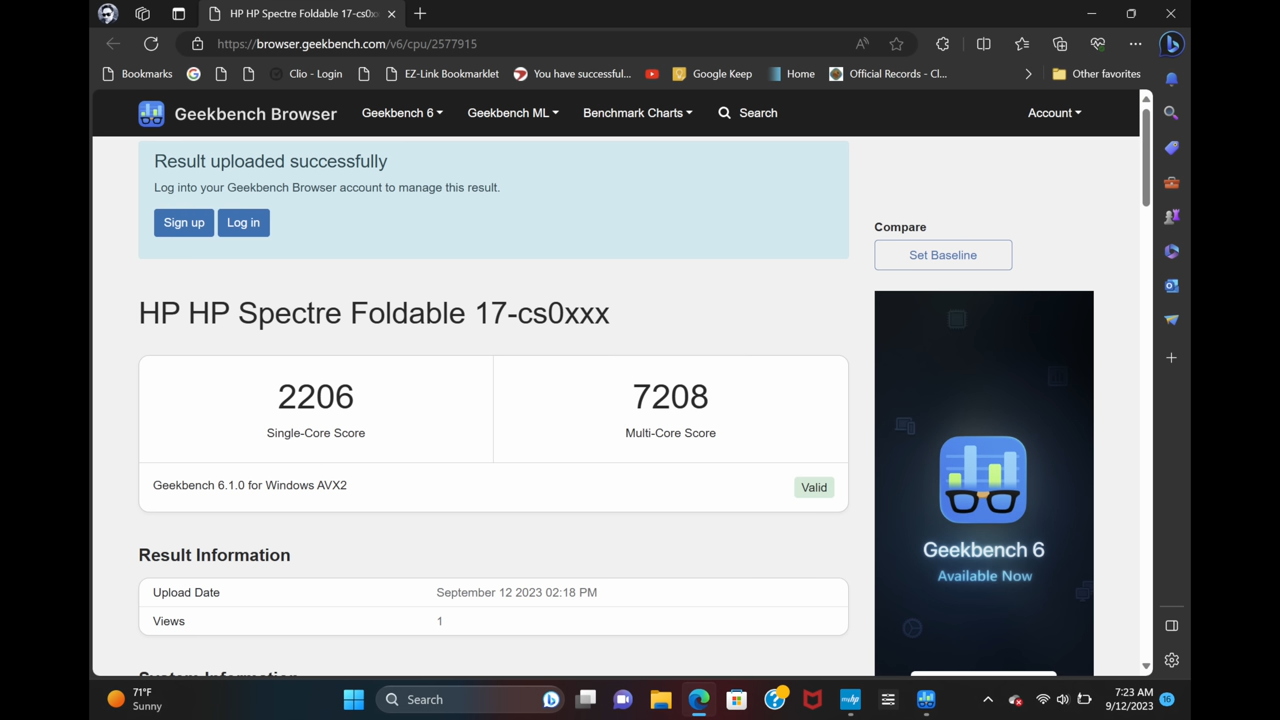 HP HP Spectre Foldable 17-cs0x
https://browser.geekbench.com/v6/cpu/2577915
Bookmarks
Clio - Login
EZ-Link Bookmarklet
You have successful...
Google Keep
Home
Official Records - Cl...
Other favorites
Geekbench Browser
Geekbench 6
Geekbench ML
Benchmark Charts
Search
Account
Result uploaded successfully
Log into your Geekbench Browser account to manage this result.
Sign up
Log in
Compare
Set Baseline
HP HP Spectre Foldable 17-cs0xxx
2206
7208
Single-Core Score
Multi-Core Score
Geekbench 6.1.0 for Windows AVX2
Valid
Geekbench 6
Available Now
Result Information
Upload Date
September 12 2023 02:18 PM
Views
1
System Information
71°F
Sunny
Search
7:23 AM
9/12/2023
16